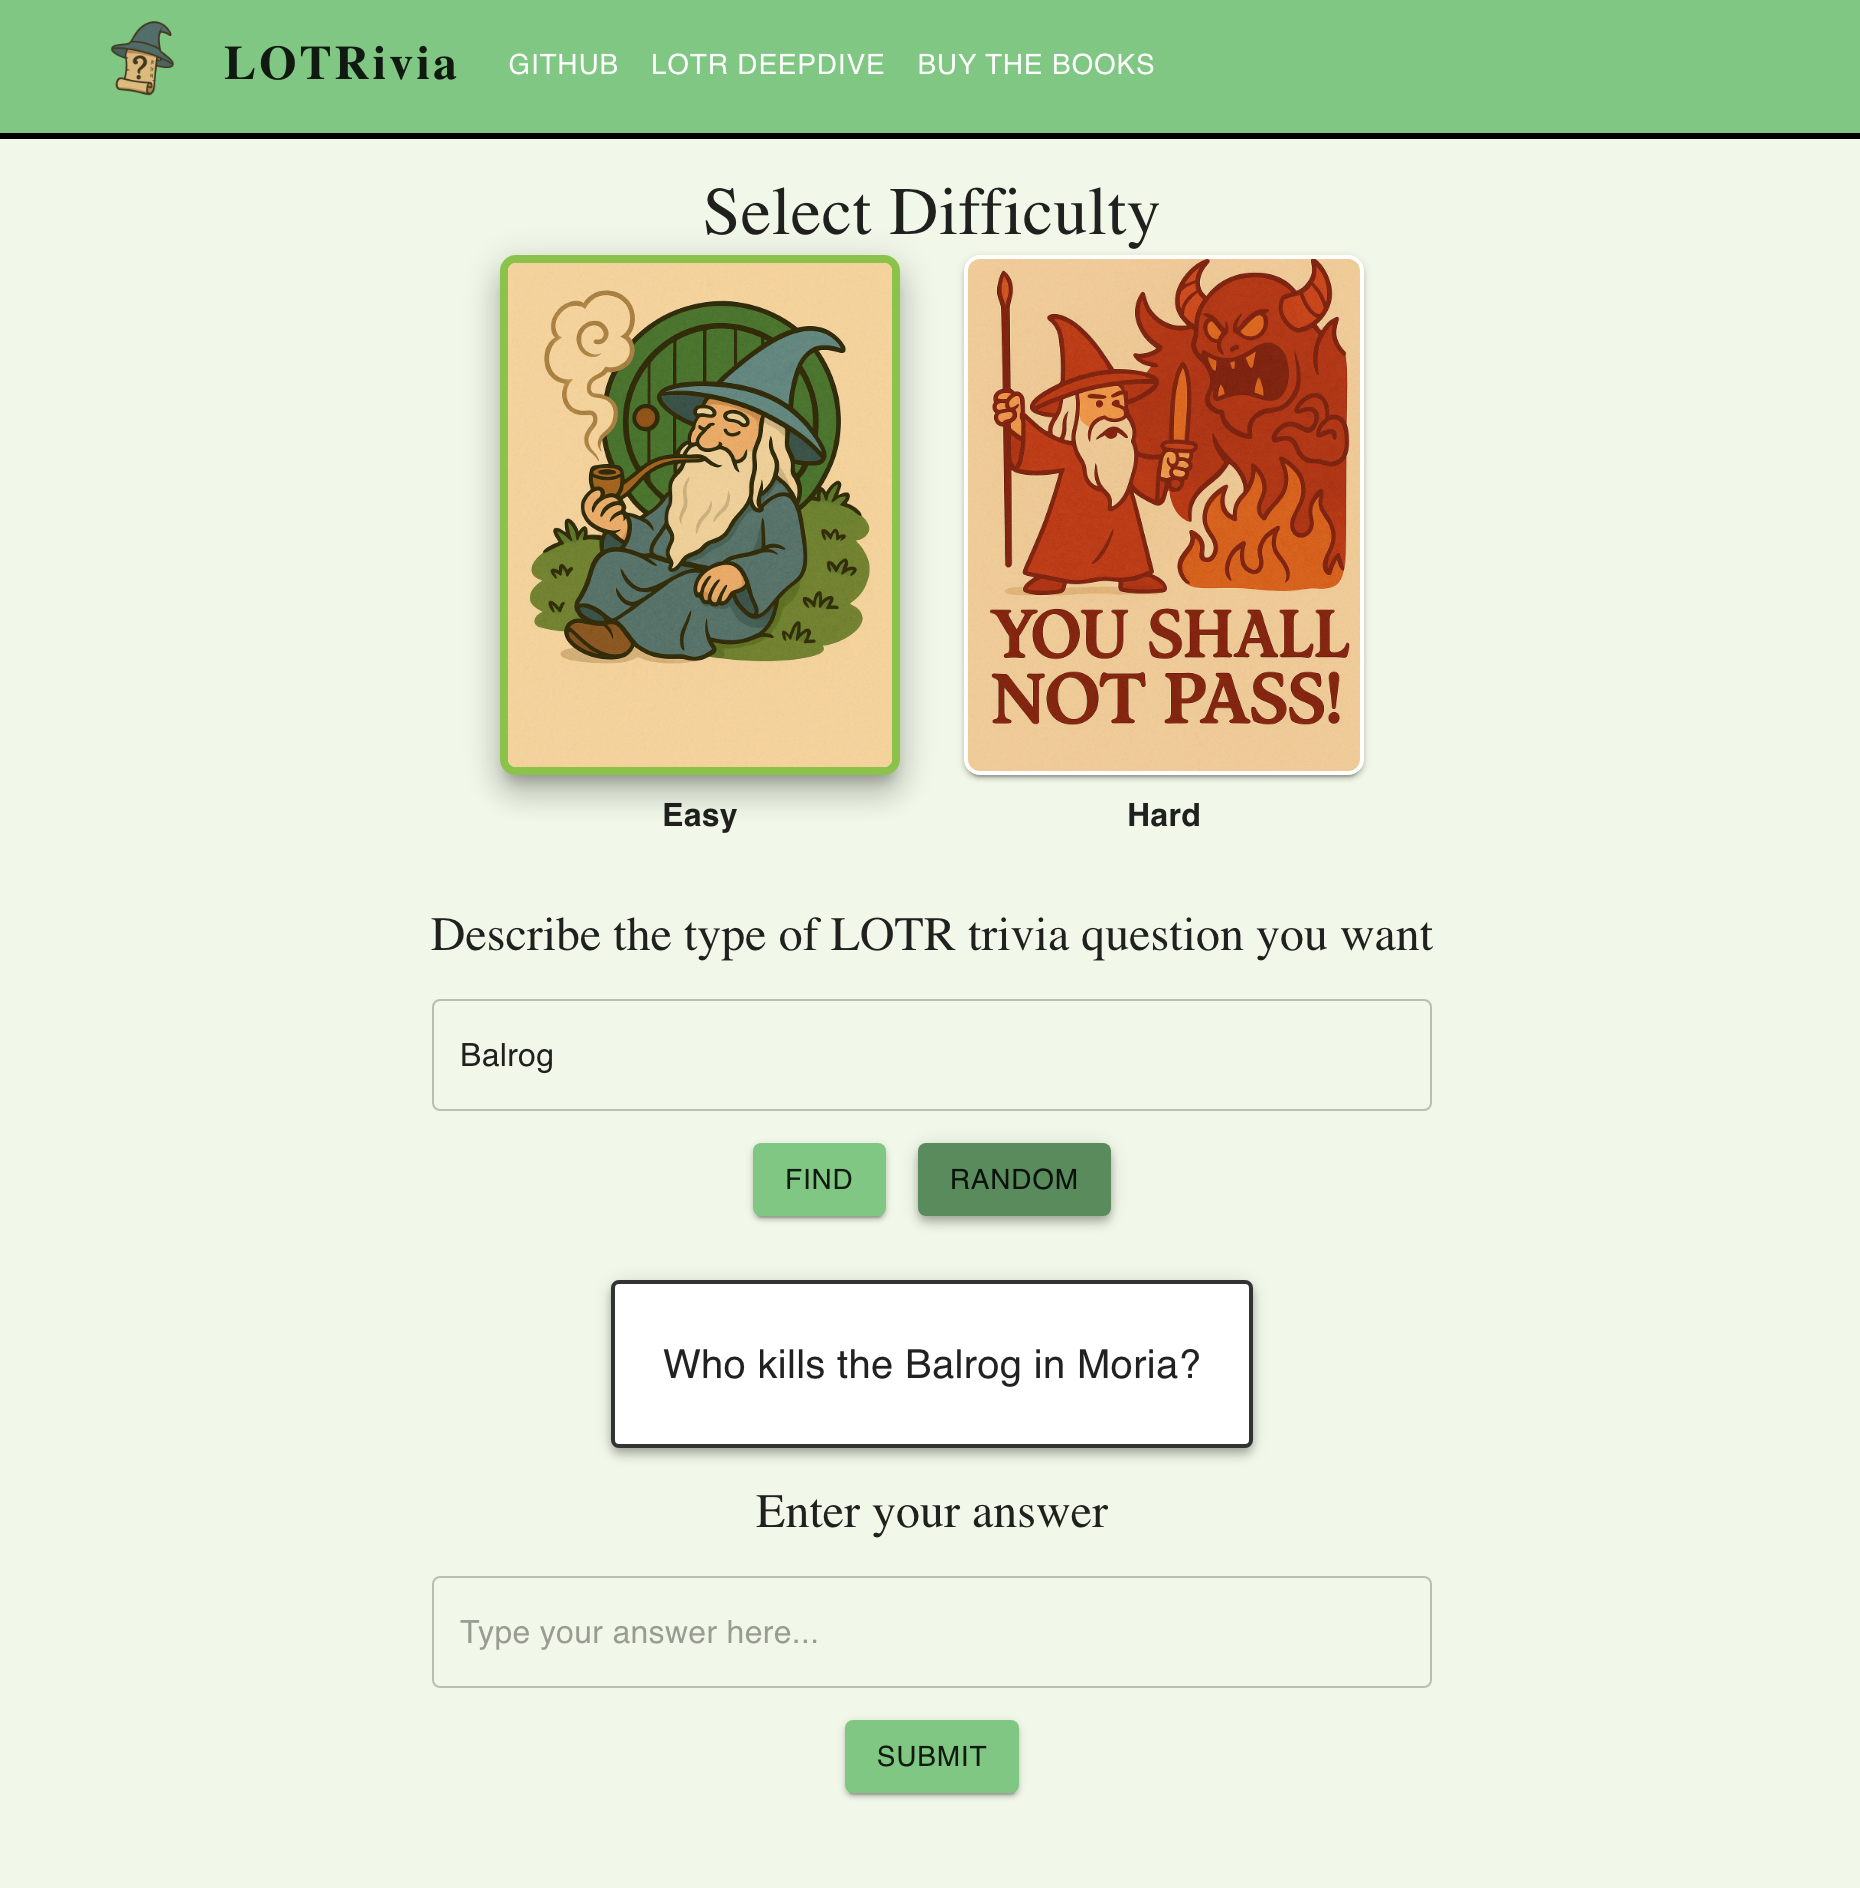 ?
LOTRivia GITHUB LOTR DEEPDIVE BUY THE BOOKS
Select Difficulty
YOU SHALL
NOT PASS!
Easy
Hard
Describe the type of LOTR trivia question you want
Balrog
FIND
RANDOM
Who kills the Balrog in Moria?
Enter your answer
Type your answer here...
SUBMIT